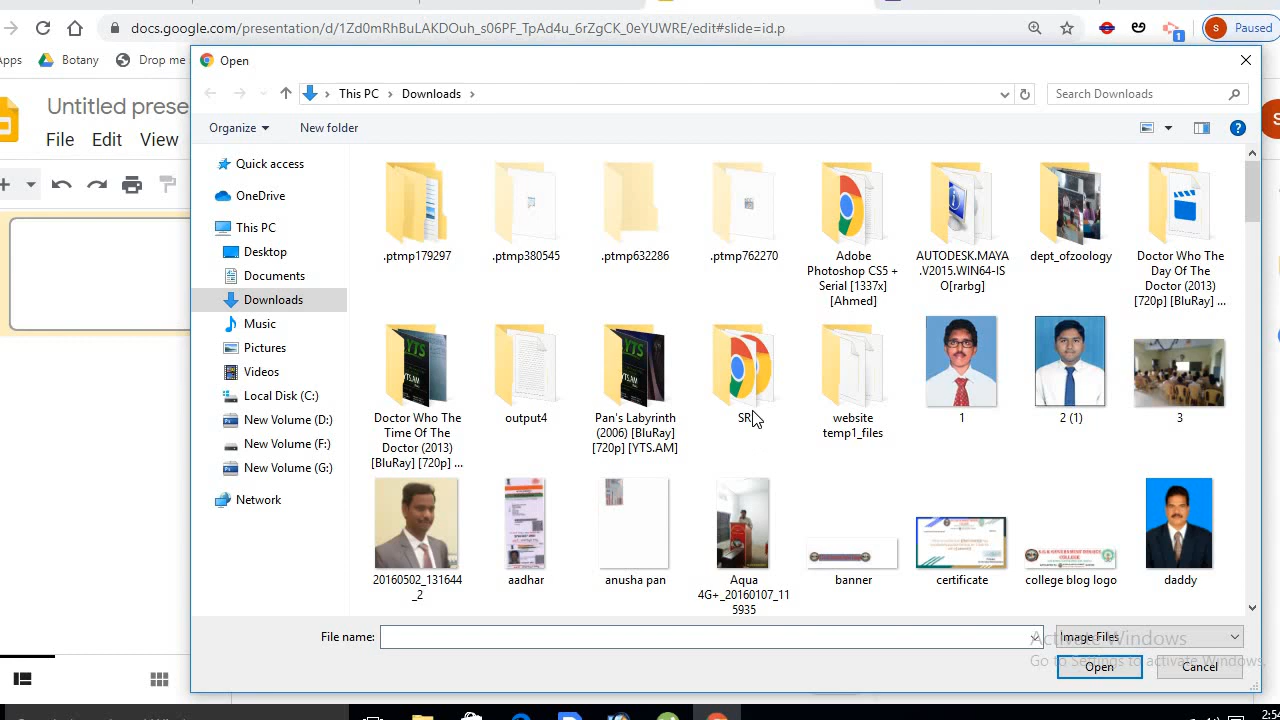 docs.google.com/presentation/d/1Zd0mRhBuLAKDOuh_s06PF_TpAd4u_6rZgCK_0eYUWRE/edit#slide=id.p
S
Paused
1
Apps
Botany
Drop me
Open
Untitled prese
File Edit View
This PC
Downloads
Search Downloads
Organize
New folder
Quick access
OneDrive
This PC
Desktop
Documents
Downloads
Music
Pictures
Videos
Local Disk (C:)
New Volume (D:)
New Volume (F:)
New Volume (G:)
Network
.ptmp179297
.ptmp380545
.ptmp632286
.ptmp762270
Adobe
Photoshop CS5 +
Serial [1337x]
[Ahmed]
AUTODESK.MAYA
.V2015.WIN64-IS
O[rarbg]
dept_ofzoology
Doctor Who The
Day Of The
Doctor (2013)
[720p] [BluRay] ...
Doctor Who The
Time Of The
Doctor (2013)
[BluRay] [720p] ...
output4
Pan's Labyrinth
(2006) [BluRay]
[720p] [YTS.AM]
SR
website
temp1_files
1
2 (1)
3
20160502_131644
_2
aadhar
anusha pan
Aqua
4G+_20160107_11
5935
banner
certificate
college blog logo
daddy
File name:
Image Files
Open
Cancel
Activate Windows
Go to Settings to activate Windows.